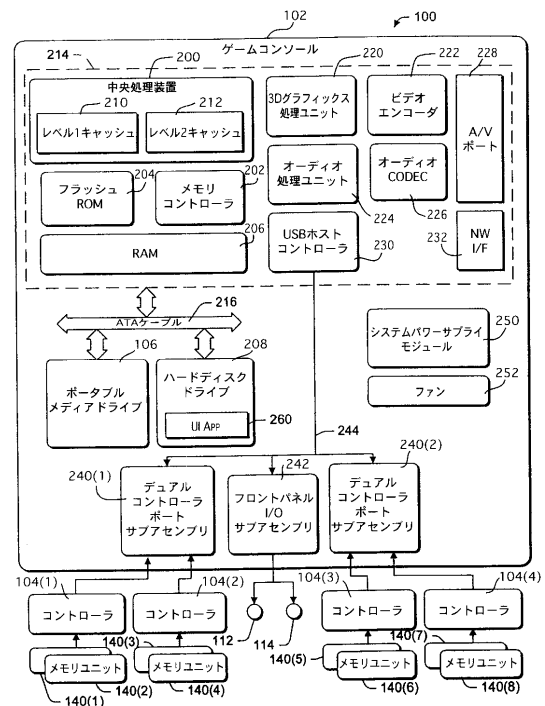 102
100
ゲームコンソール
214
200
中央処理装置
210
212
レベル1キャッシュ
レベル2キャッシュ
220
3Dグラフィックス
処理ユニット
222
ビデオ
エンコーダ
228
A/V
ポート
204
フラッシュ
ROM
202
メモリ
コントローラ
オーディオ
処理ユニット
224
オーディオ
CODEC
226
206
RAM
USBホスト
コントローラ
230
232
NW
I/F
216
ATAケーブル
106
ポータブル
メディアドライブ
208
ハードディスク
ドライブ
UI APP
260
システムパワーサプライ
モジュール
250
ファン
252
244
240(1)
デュアル
コントローラ
ポート
サブアセンブリ
242
フロントパネル
I/O
サブアセンブリ
240(2)
デュアル
コントローラ
ポート
サブアセンブリ
104(1)
コントローラ
104(2)
コントローラ
104(3)
コントローラ
104(4)
コントローラ
112
114
メモリユニット
140(1)
140(2)
140(3)
メモリユニット
140(4)
140(5)
メモリユニット
140(6)
140(7)
メモリユニット
140(8)